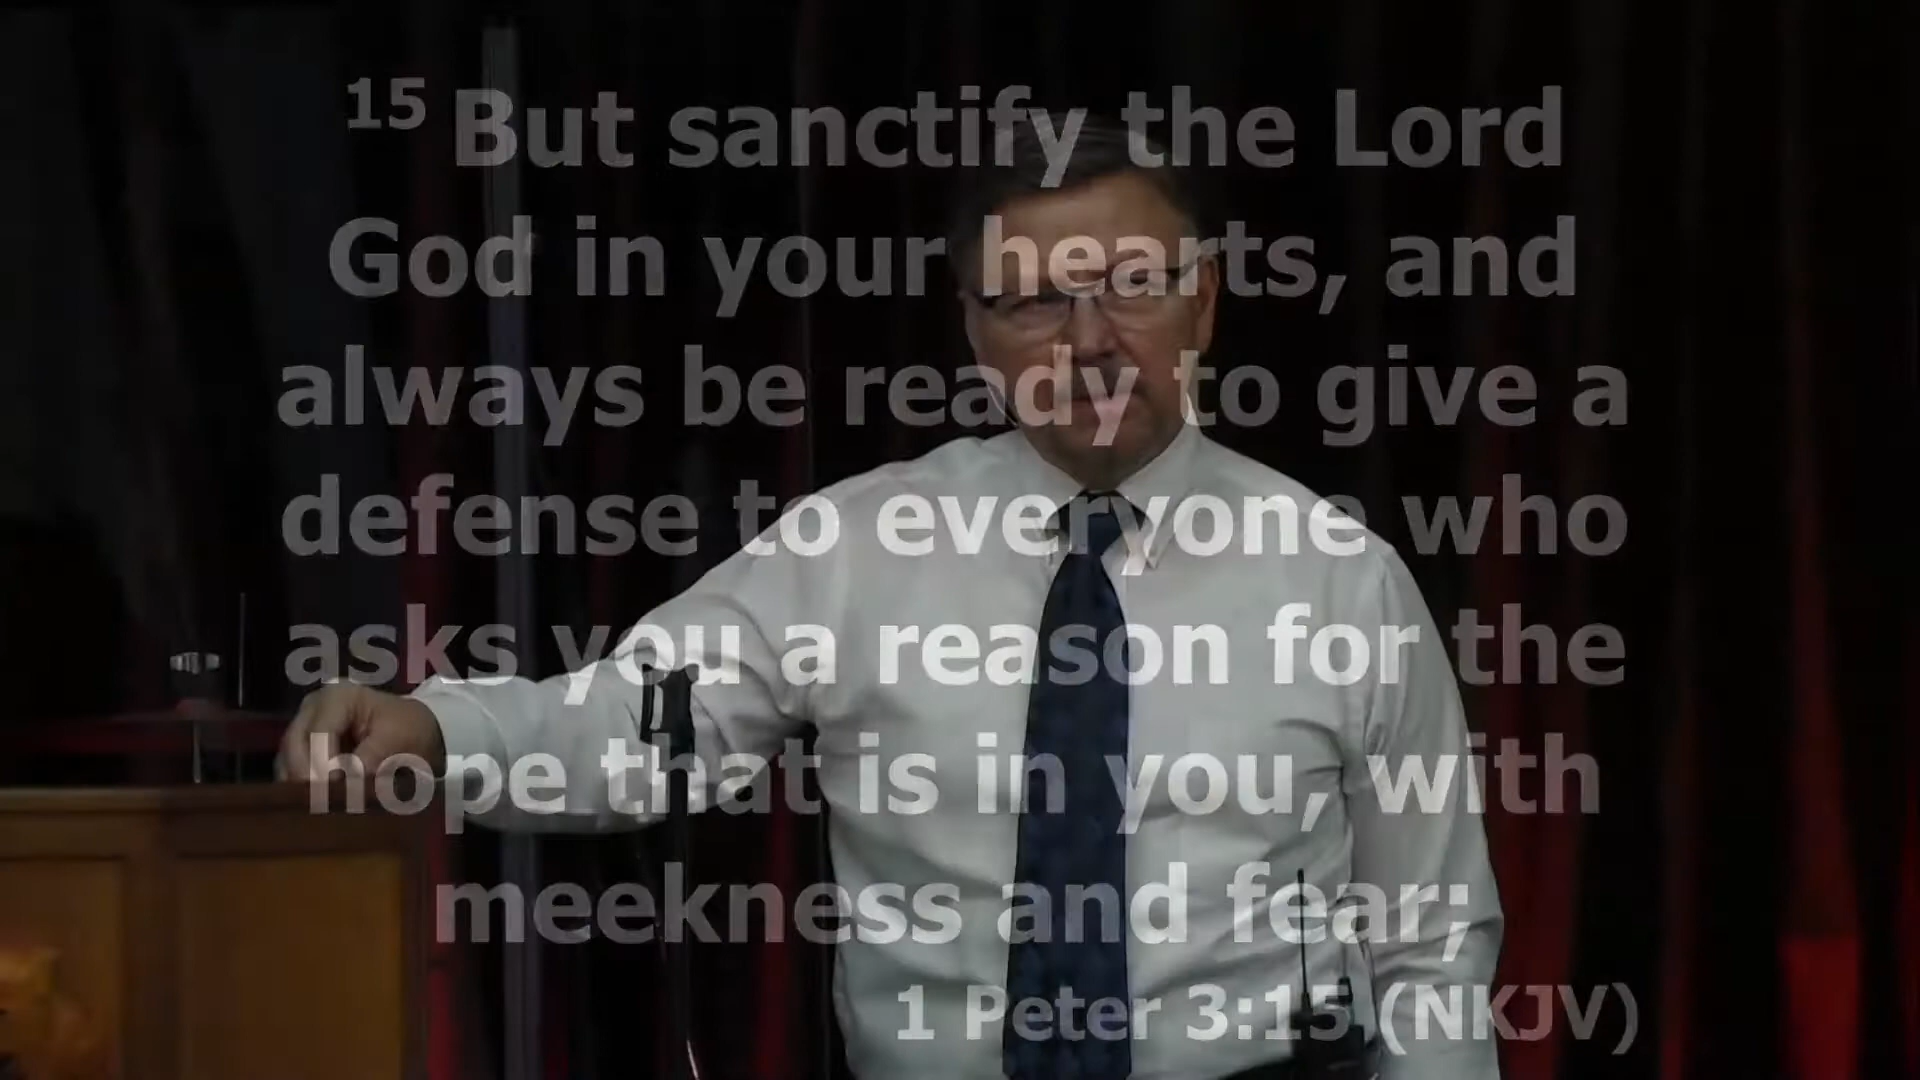 15 But sanctify the Lord
God in your hearts, and
always be ready to give a
defense to everyone who
asks you a reason for the
hope that is in you, with
meekness and fear;
1 Peter 3:15 (NKJV)